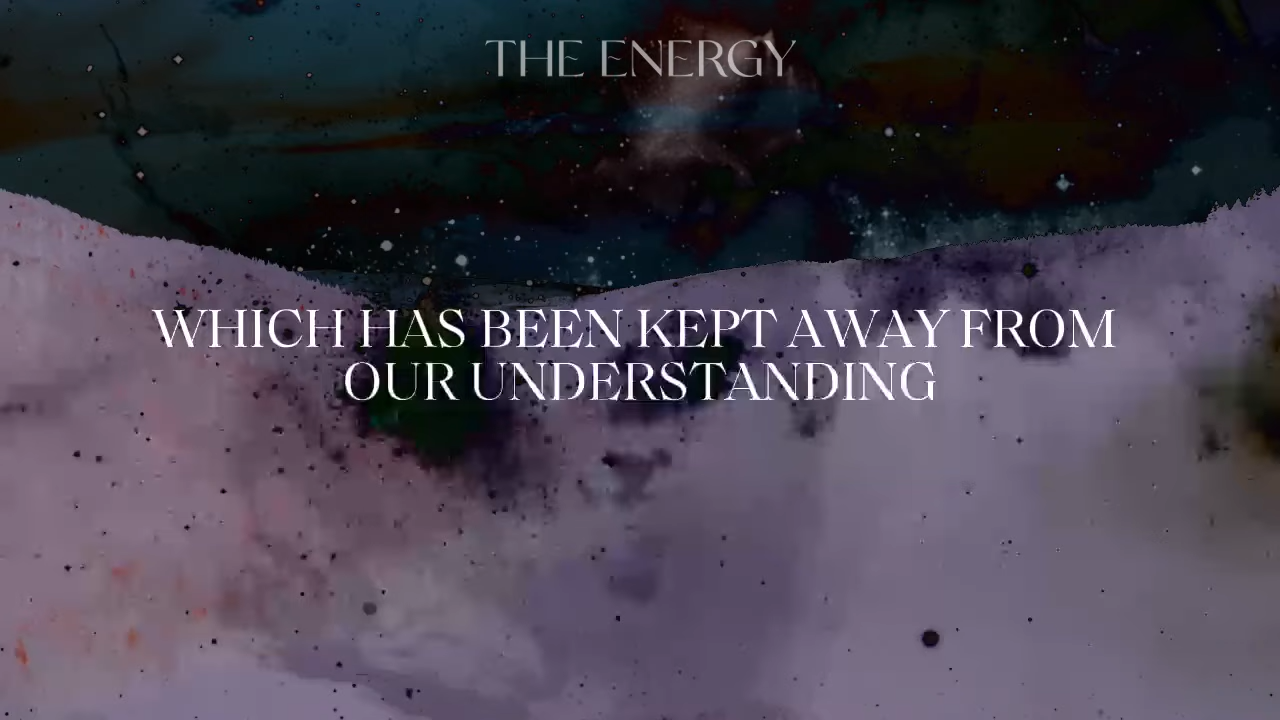 THE ENERGY
WHICH HAS BEEN KEPT AWAY FROM
OUR UNDERSTANDING